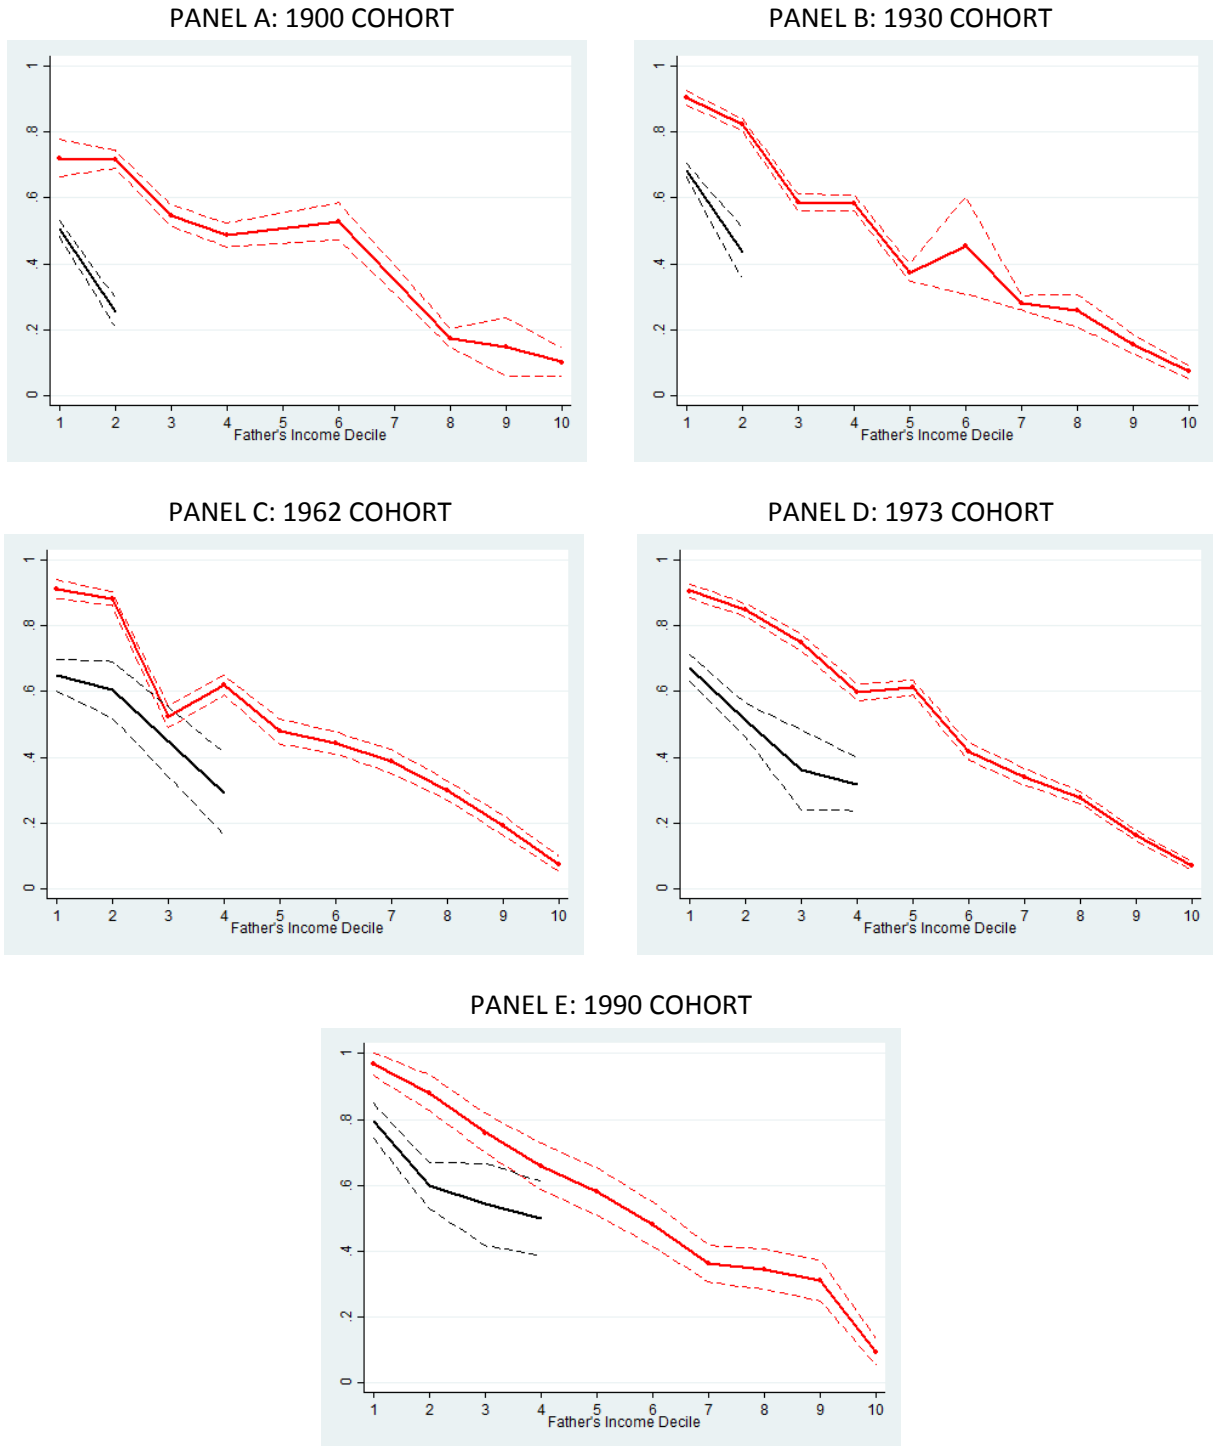 PANEL A: 1900 COHORT
1
.8
.6
.4
.2
0
1 2 3 4 5 6 7 8 9 10
Father's Income Decile
PANEL B: 1930 COHORT
1
.8
.6
.4
.2
0
1 2 3 4 5 6 7 8 9 10
Father's Income Decile
PANEL C: 1962 COHORT
1
.8
.6
.4
.2
0
1 2 3 4 5 6 7 8 9 10
Father's Income Decile
PANEL D: 1973 COHORT
1
.8
.6
.4
.2
0
1 2 3 4 5 6 7 8 9 10
Father's Income Decile
PANEL E: 1990 COHORT
1
.8
.6
.4
.2
0
1 2 3 4 5 6 7 8 9 10
Father's Income Decile